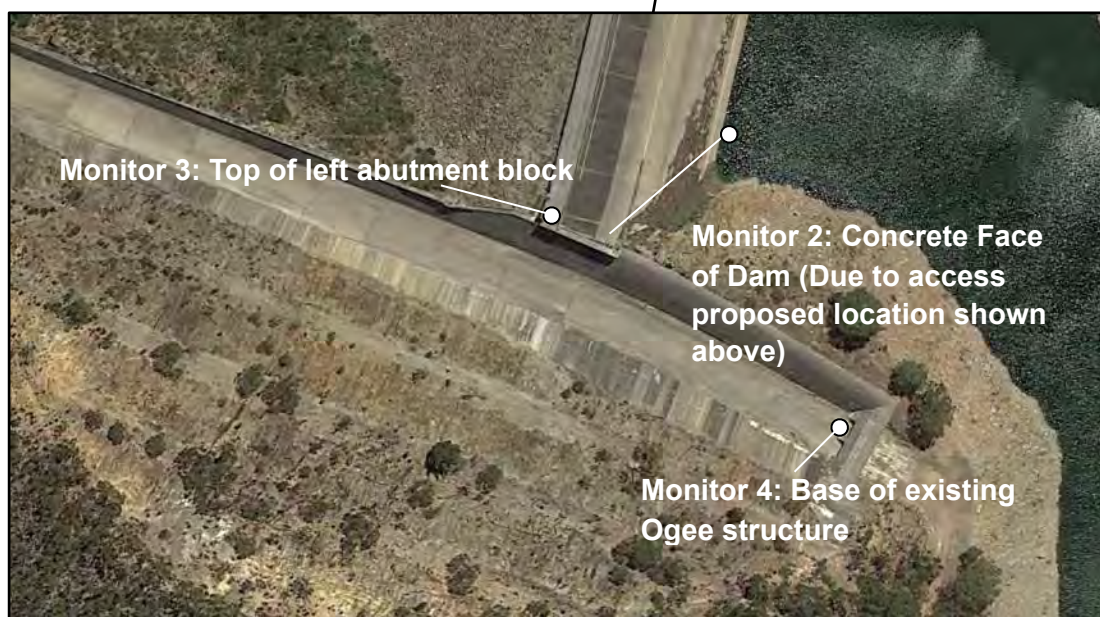 Monitor 3: Top of left abutment block
Monitor 2: Concrete Face
of Dam (Due to access
proposed location shown
above)
Monitor 4: Base of existing
Ogee structure